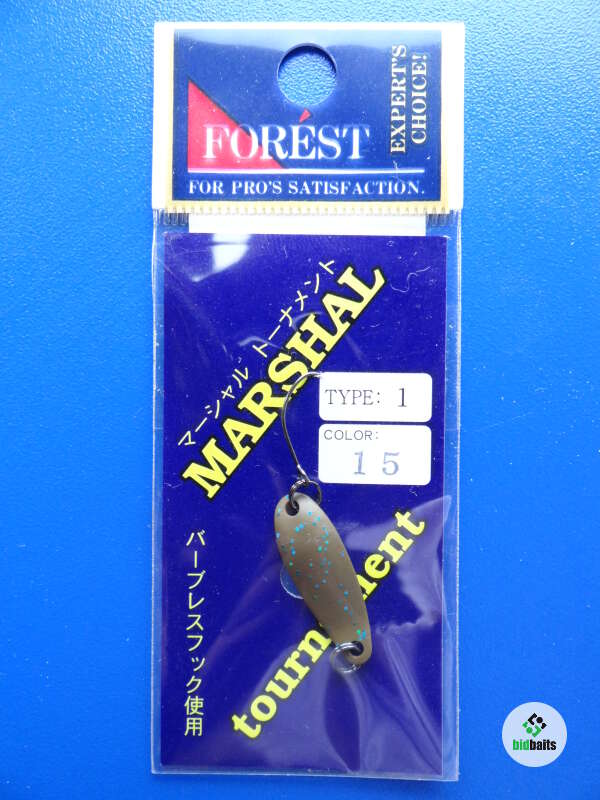 FORÉST
EXPERT'S
CHOICE!
FOR PRO'S SATISFACTION.
マーシャル トーナメント
MARSHAL
TYPE: 1
COLOR:
15
tournament
バーブレスフック使用
bidbaits